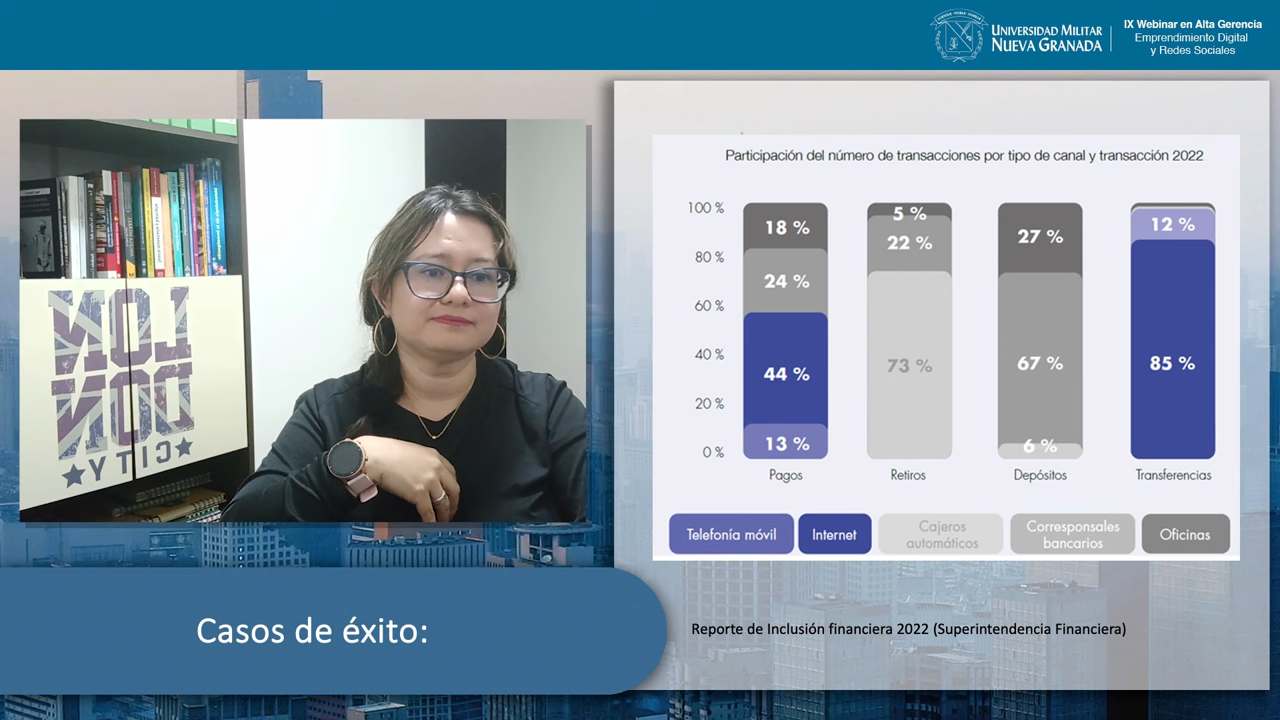 UNIVERSIDAD MILITAR
NUEVA GRANADA
IX Webinar en Alta Gerencia
Emprendimiento Digital
y Redes Sociales
LON
DON
CITY
Participación del número de transacciones por tipo de canal y transacción 2022
100 %
80 %
60 %
40 %
20 %
0 %
18 %
24 %
44 %
13 %
Pagos
5 %
22 %
73 %
Retiros
27 %
67 %
6 %
Depósitos
12 %
85 %
Transferencias
Telefonía móvil
Internet
Cajeros
automáticos
Corresponsales
bancarios
Oficinas
Casos de éxito:
Reporte de Inclusión financiera 2022 (Superintendencia Financiera)